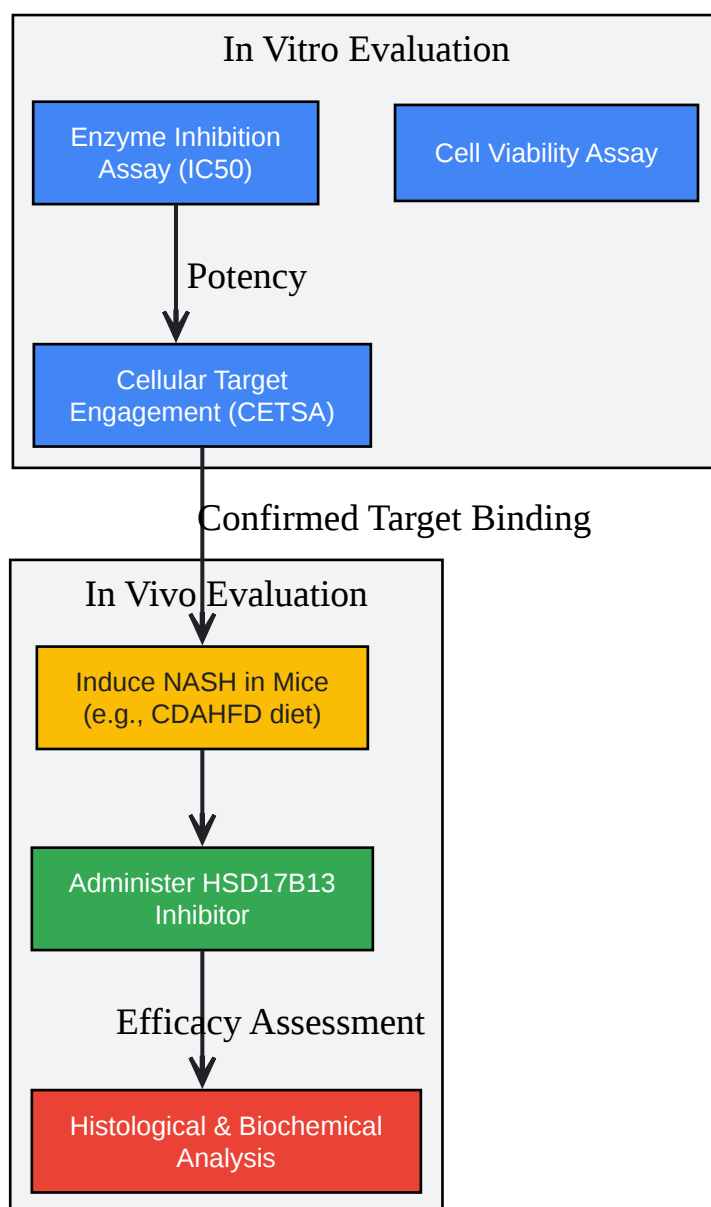 In Vitro Evaluation
Enzyme Inhibition
Assay (IC50)
Cell Viability Assay
Potency
Cellular Target
Engagement (CETSA)
Confirmed Target Binding
In Vivo Evaluation
Induce NASH in Mice
(e.g., CDAHFD diet)
Administer HSD17B13
Inhibitor
Efficacy Assessment
Histological & Biochemical
Analysis